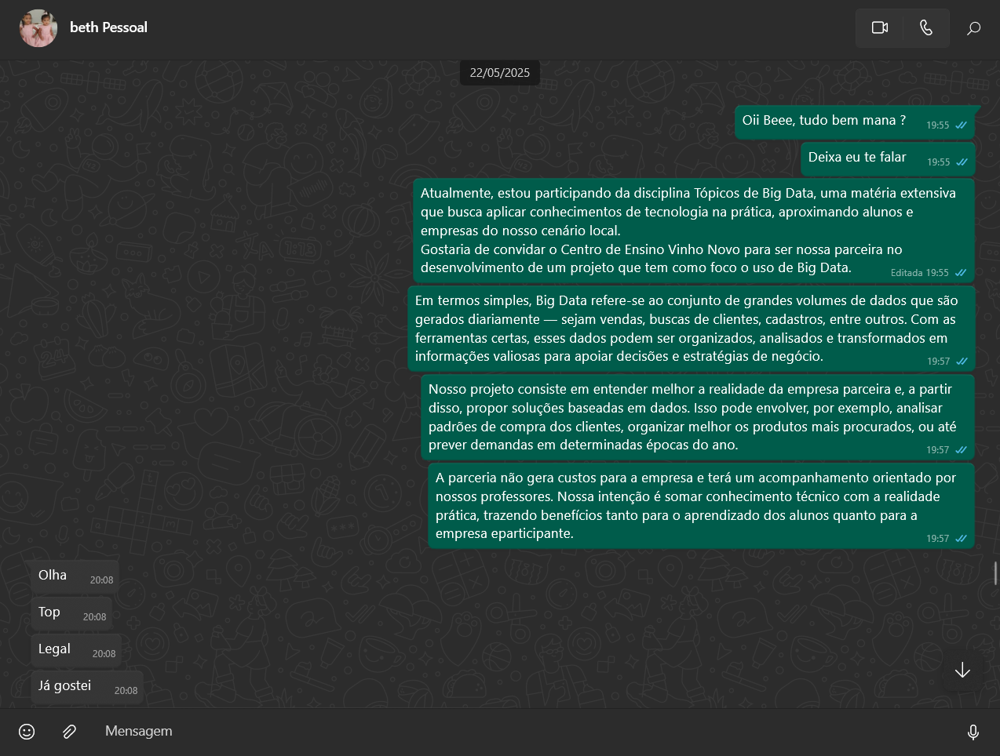 beth Pessoal
22/05/2025
Oii Beee, tudo bem mana ?
19:55
Deixa eu te falar
19:55
Atualmente, estou participando da disciplina Tópicos de Big Data, uma matéria extensiva
que busca aplicar conhecimentos de tecnologia na prática, aproximando alunos e
empresas do nosso cenário local.
Gostaria de convidar o Centro de Ensino Vinho Novo para ser nossa parceira no
desenvolvimento de um projeto que tem como foco o uso de Big Data.
Editada 19:55
Em termos simples, Big Data refere-se ao conjunto de grandes volumes de dados que são
gerados diariamente — sejam vendas, buscas de clientes, cadastros, entre outros. Com as
ferramentas certas, esses dados podem ser organizados, analisados e transformados em
informações valiosas para apoiar decisões e estratégias de negócio.
19:57
Nosso projeto consiste em entender melhor a realidade da empresa parceira e, a partir
disso, propor soluções baseadas em dados. Isso pode envolver, por exemplo, analisar
padrões de compra dos clientes, organizar melhor os produtos mais procurados, ou até
prever demandas em determinadas épocas do ano.
19:57
A parceria não gera custos para a empresa e terá um acompanhamento orientado por
nossos professores. Nossa intenção é somar conhecimento técnico com a realidade
prática, trazendo benefícios tanto para o aprendizado dos alunos quanto para a
empresa eparticipante.
19:57
Olha
20:08
Top
20:08
Legal
20:08
Já gostei
20:08
Mensagem